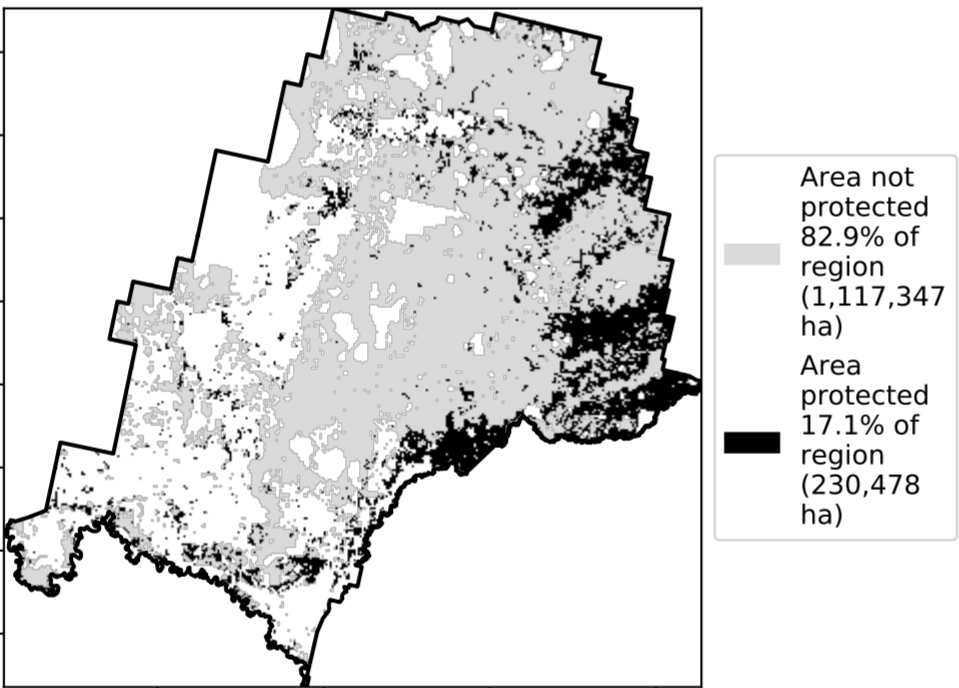 Area not
protected
82.9% of
region
(1,117,347
ha)
Area
protected
17.1% of
region
(230,478
ha)